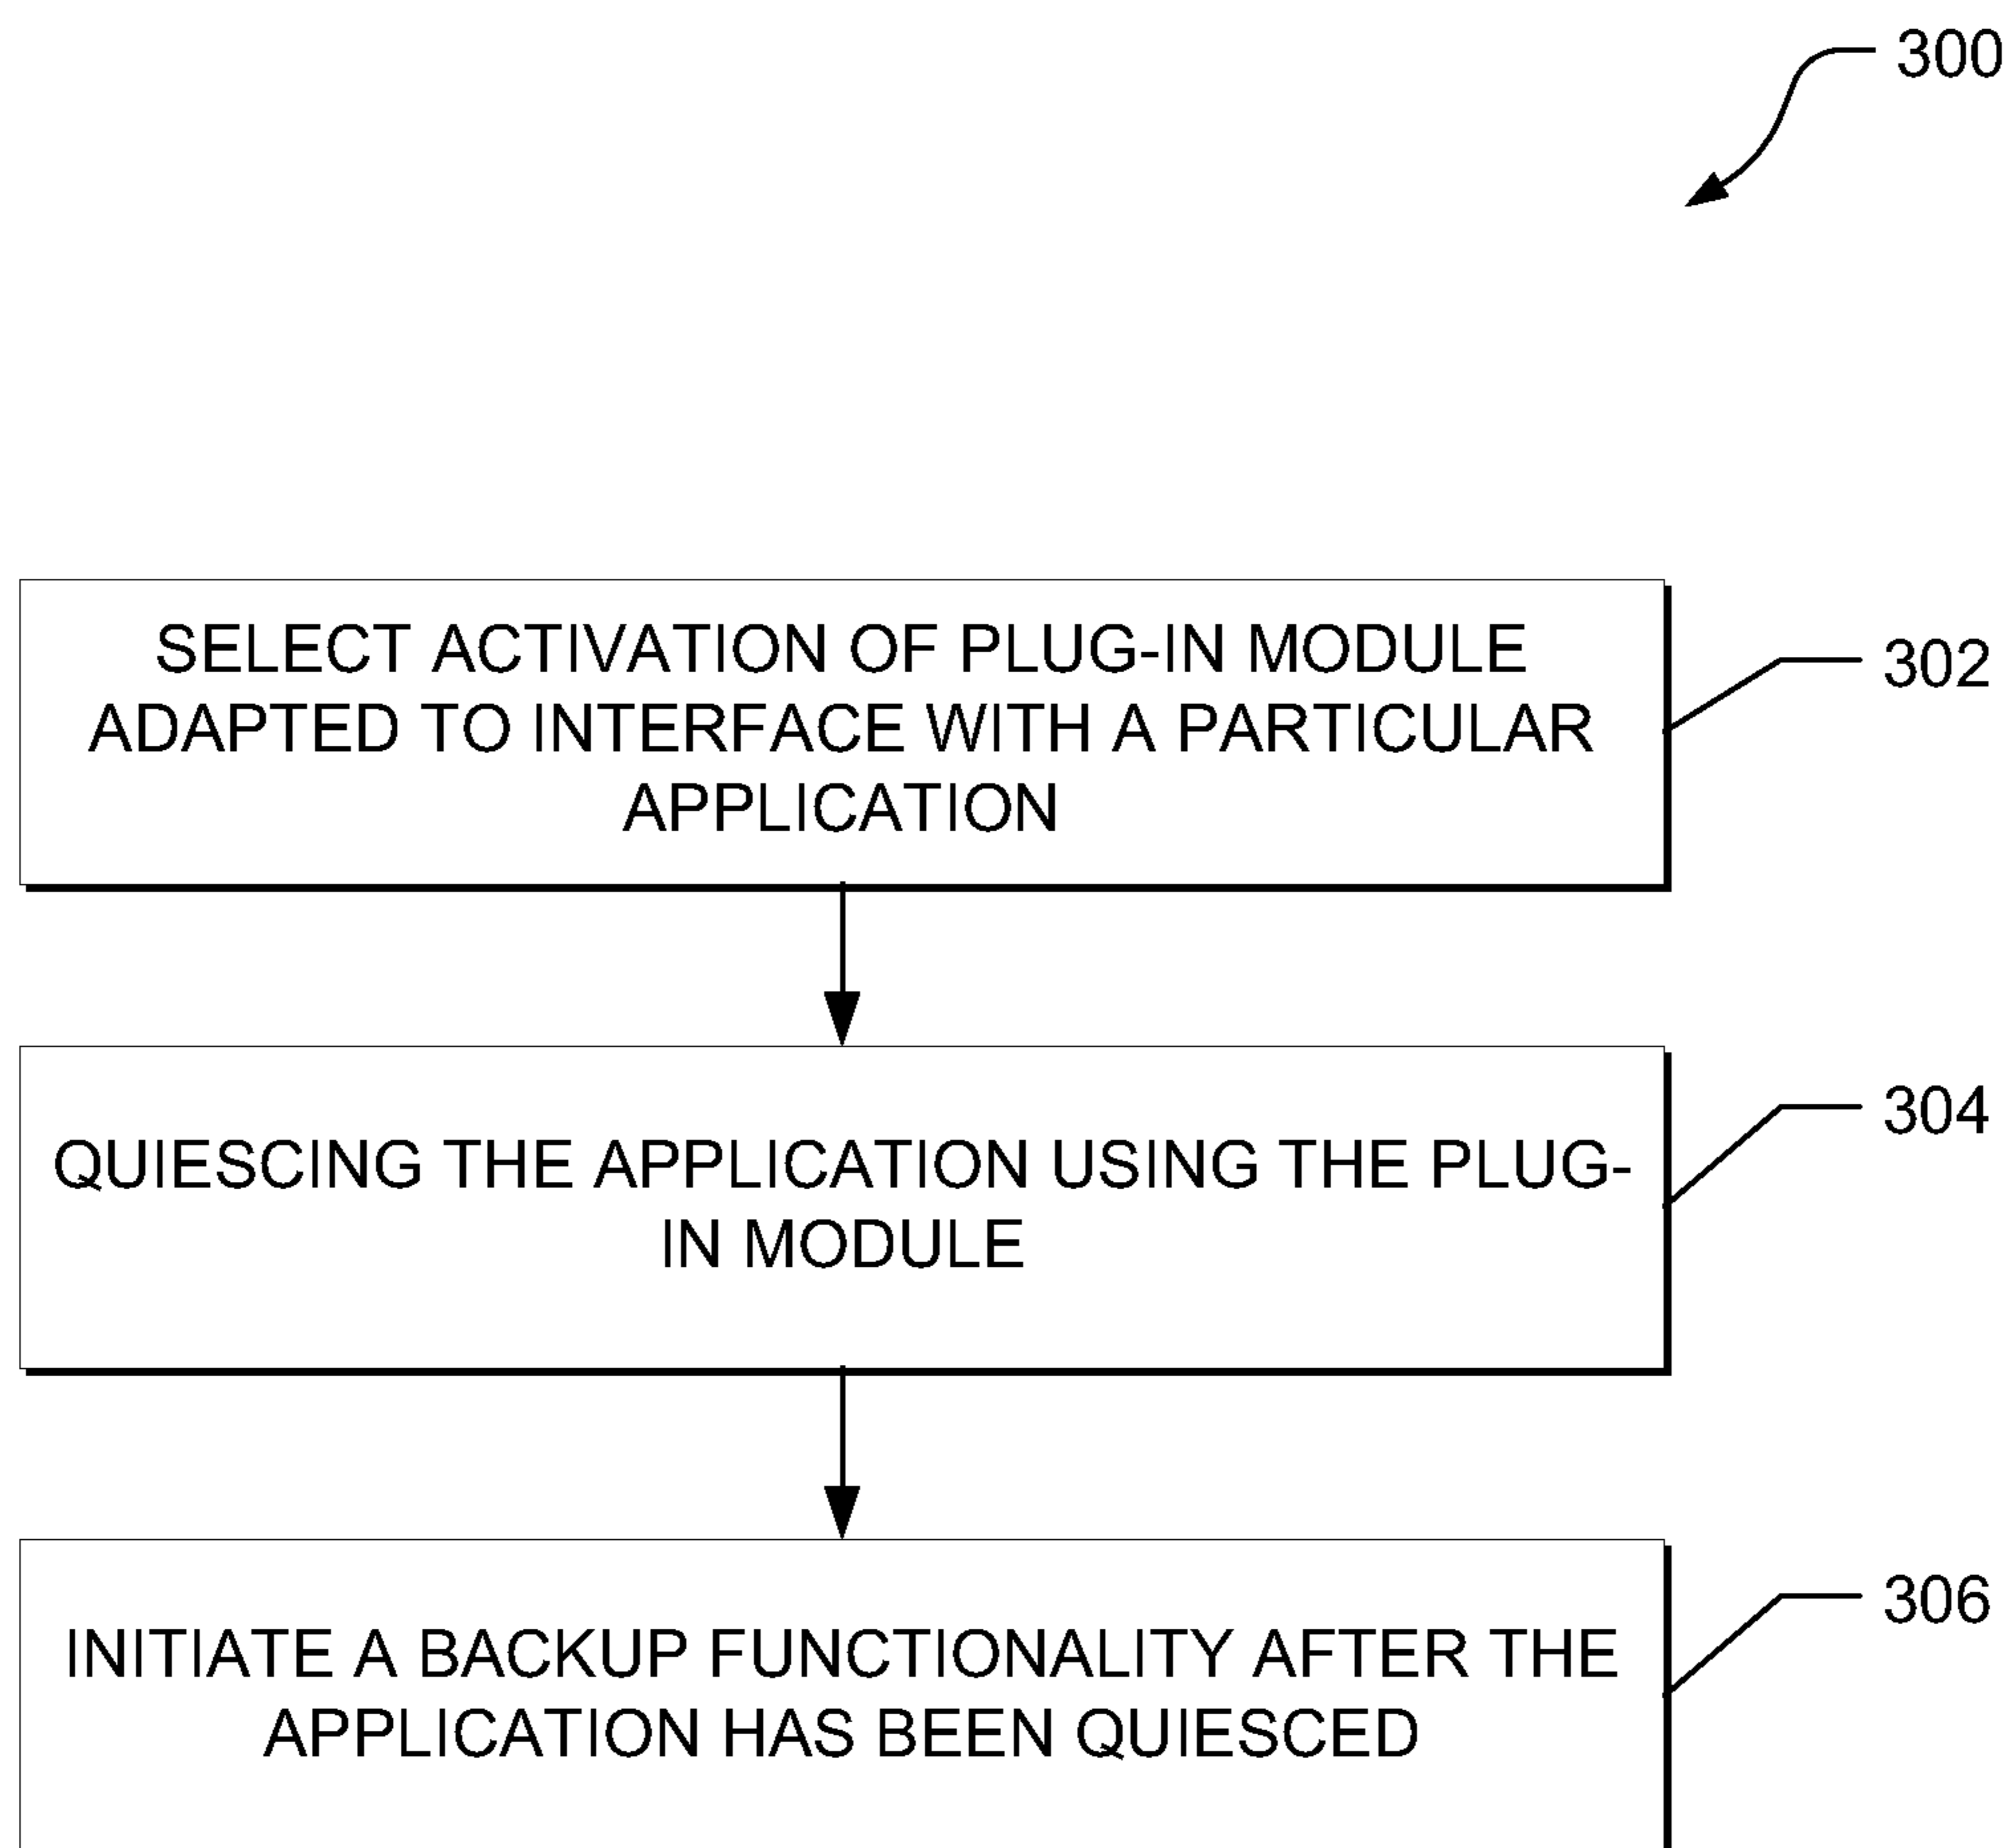 300
SELECT ACTIVATION OF PLUG-IN MODULE
ADAPTED TO INTERFACE WITH A PARTICULAR
APPLICATION
302
QUIESCING THE APPLICATION USING THE PLUG-
IN MODULE
304
INITIATE A BACKUP FUNCTIONALITY AFTER THE
APPLICATION HAS BEEN QUIESCED
306